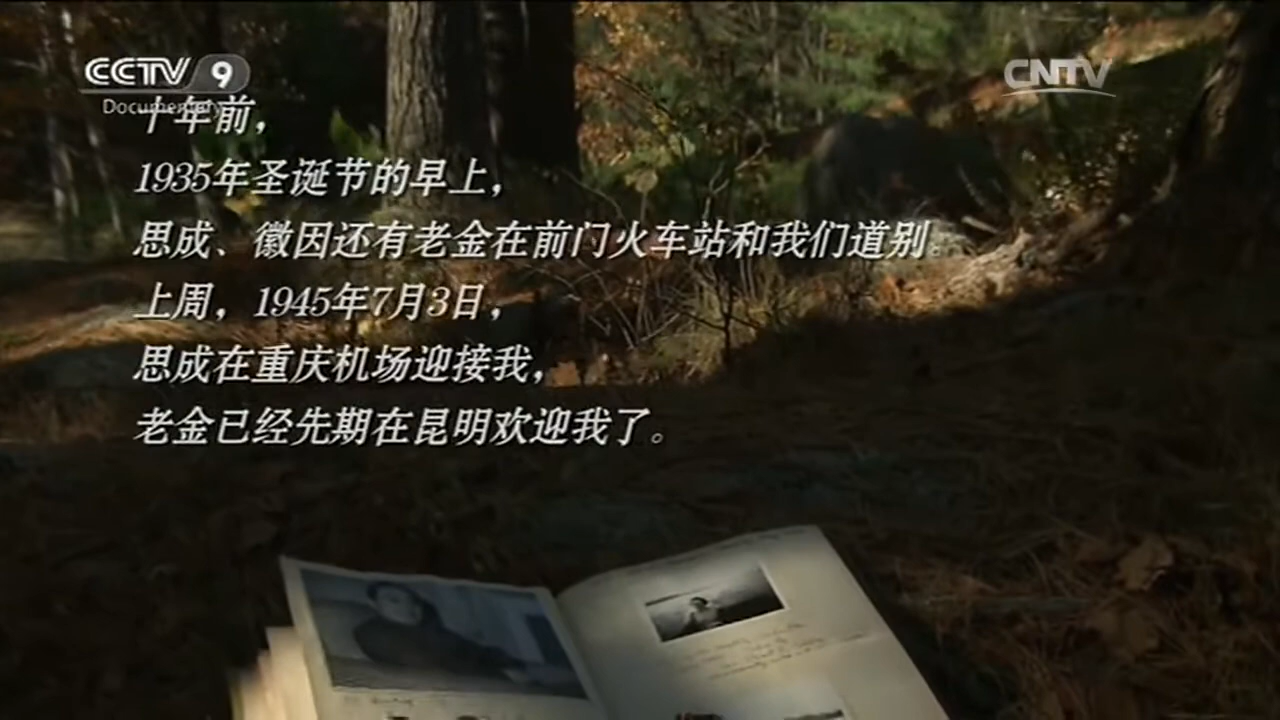 CCTV 9
CNTV
Documentary
十年前，
1935年圣诞节的早上，
思成、徽因还有老金在前门火车站和我们道别。
上周，1945年7月3日，
思成在重庆机场迎接我，
老金已经先期在昆明欢迎我了。